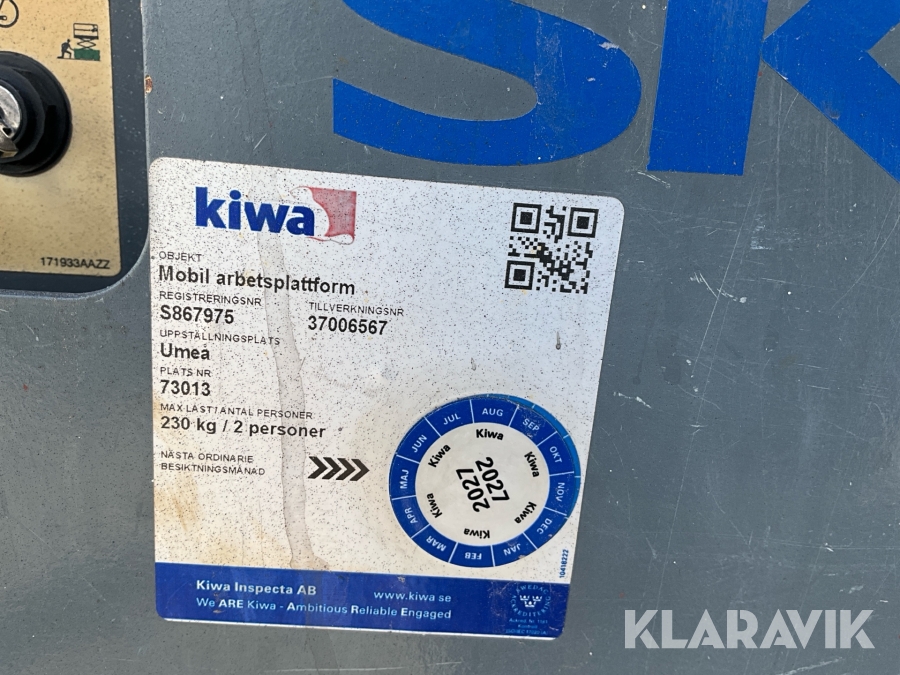 SK
171933AAZZ
kiwa
OBJEKT
Mobil arbetsplattform
REGISTRERINGSNR TILLVERKNINGSNR
S867975 37006567
UPPSTÄLLNINGSPLATS
Umeå
PLATS NR
73013
MAX LAST/ANTAL PERSONER
230 kg / 2 personer
NÄSTA ORDINARIE
BESIKTNINGSMÅNAD
JAN FEB MAR APR MAJ JUN JUL AUG SEP OKT NOV DEC
Kiwa Kiwa Kiwa Kiwa Kiwa Kiwa
2027
2027
10418222
Kiwa Inspecta AB www.kiwa.se
We ARE Kiwa - Ambitious Reliable Engaged
KLARAVIK